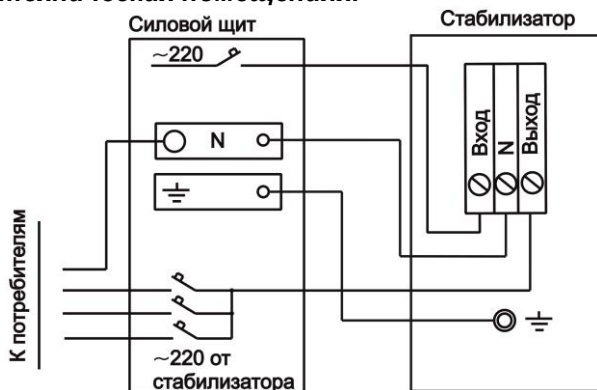 Силовой щит
Стабилизатор
~220
N
Вход
N
Выход
К потребителям
~220 от
стабилизатора